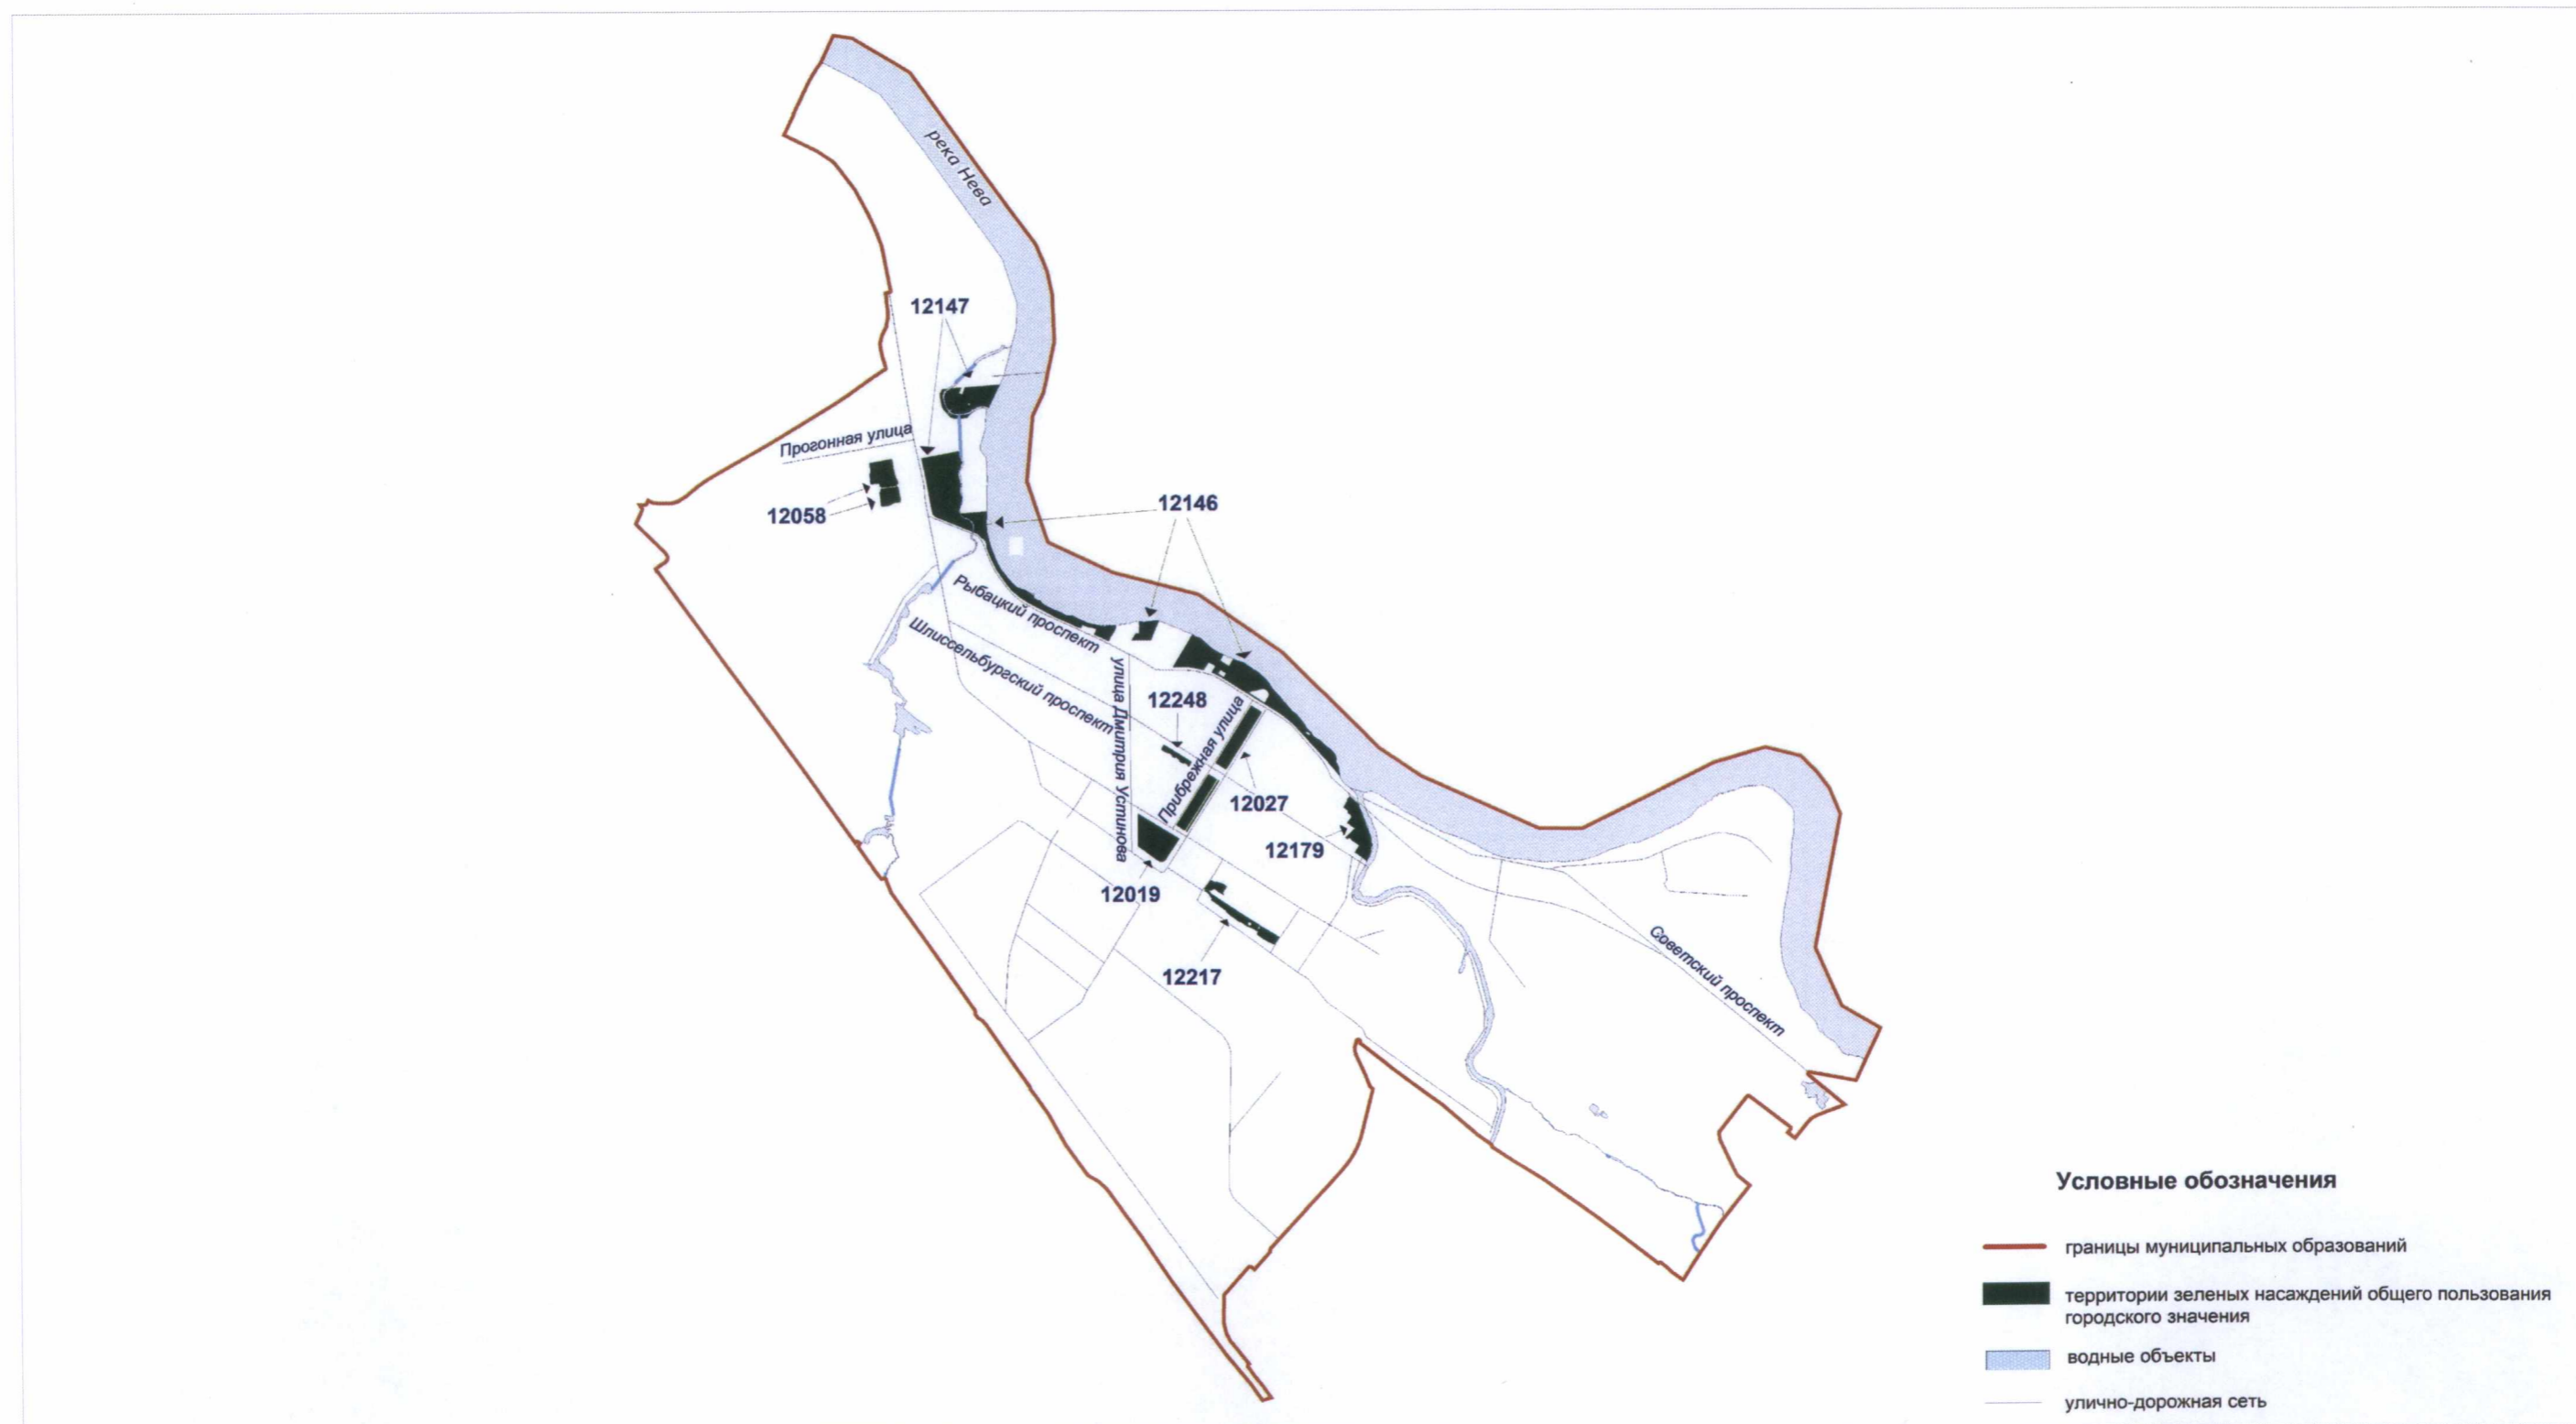 река Нева
12147
Прогонная улица
12058
12146
Рыбацкий проспект
Шлиссельбургский проспект
улица Дмитрия Устинова
12248
Прибрежная улица
12027
12179
12019
12217
Советский проспект
Условные обозначения
границы муниципальных образований
территории зеленых насаждений общего пользования
городского значения
водные объекты
улично-дорожная сеть